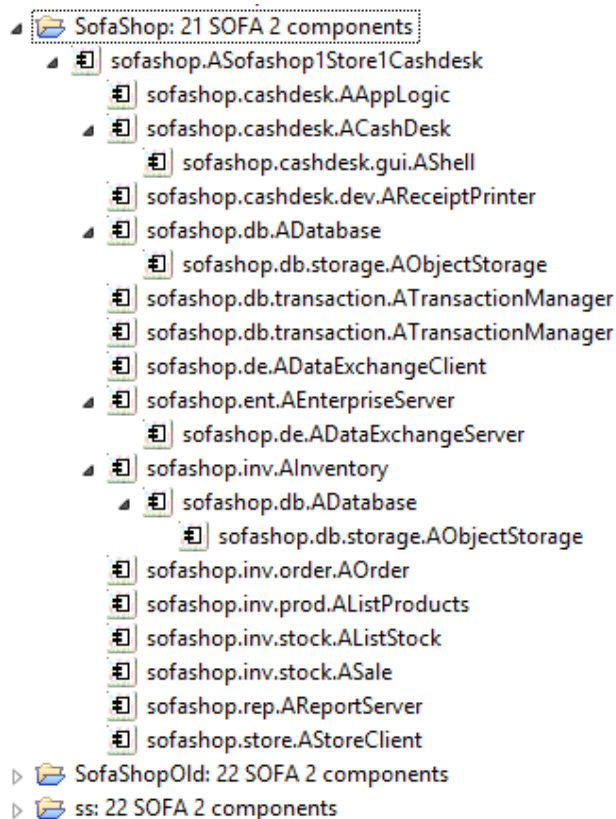 SofaShop: 21 SOFA 2 components
sofashop.ASofashop1Store1Cashdesk
sofashop.cashdesk.AAppLogic
sofashop.cashdesk.ACashDesk
sofashop.cashdesk.gui.AShell
sofashop.cashdesk.dev.AReceiptPrinter
sofashop.db.ADatabase
sofashop.db.storage.AObjectStorage
sofashop.db.transaction.ATransactionManager
sofashop.db.transaction.ATransactionManager
sofashop.de.ADataExchangeClient
sofashop.ent.AEnterpriseServer
sofashop.de.ADataExchangeServer
sofashop.inv.AInventory
sofashop.db.ADatabase
sofashop.db.storage.AObjectStorage
sofashop.inv.order.AOrder
sofashop.inv.prod.AListProducts
sofashop.inv.stock.AListStock
sofashop.inv.stock.ASale
sofashop.rep.AReportServer
sofashop.store.AStoreClient
SofaShopOld: 22 SOFA 2 components
ss: 22 SOFA 2 components